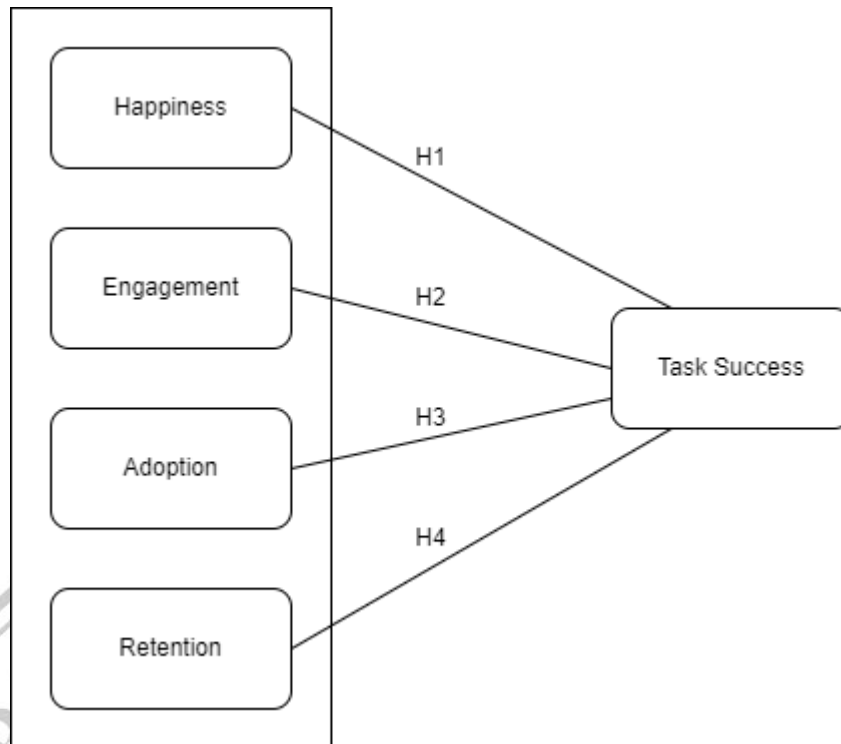 Happiness
H1
Engagement
H2
Task Success
H3
Adoption
H4
Retention